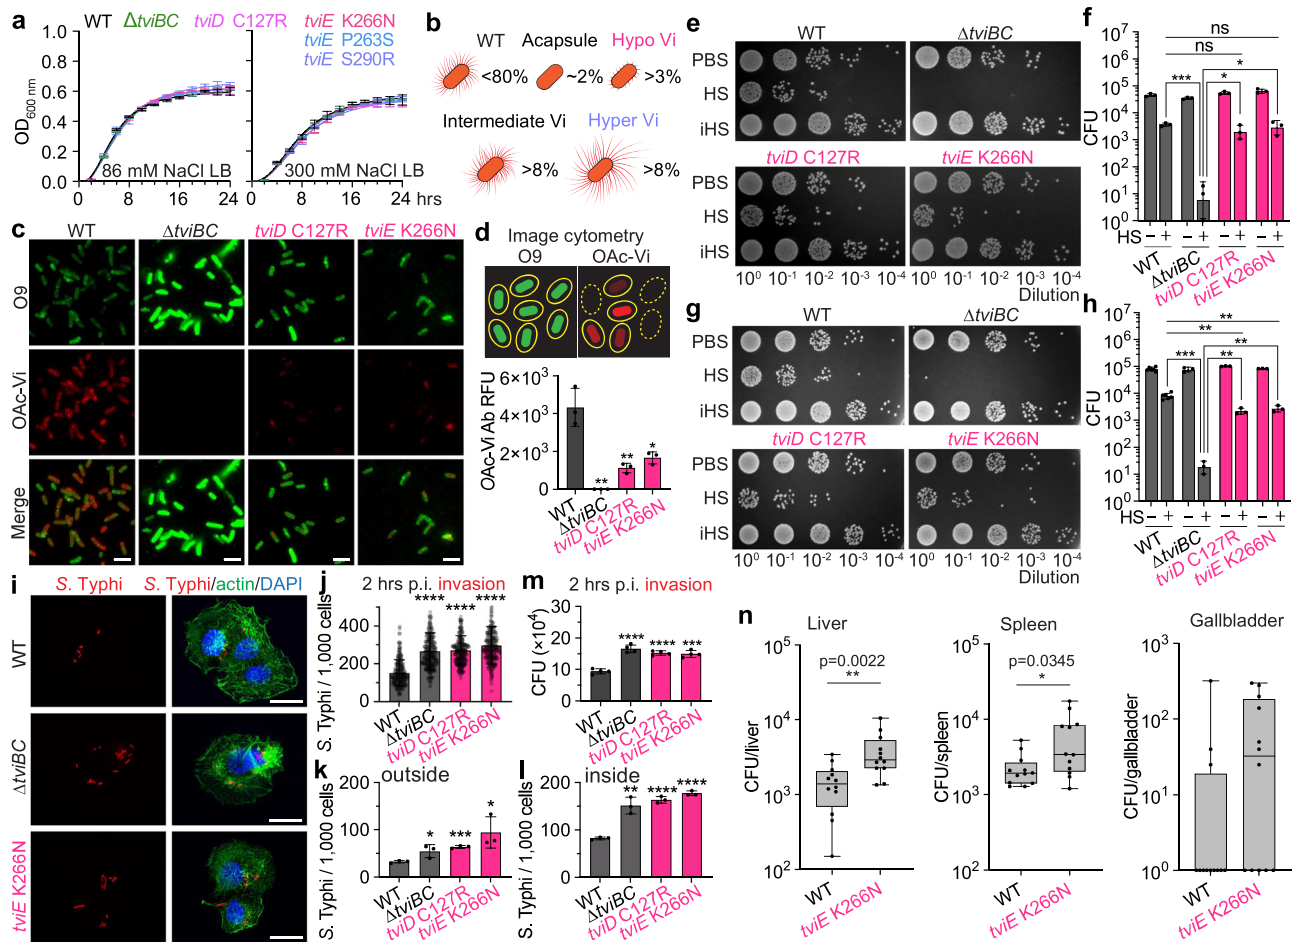 a
WT ΔtviBC tviD C127R tviE K266N
tviE P263S
tviE S290R
OD600 nm
1.0
0.8
0.6
0.4
0.2
0.0
86 mM NaCl LB
300 mM NaCl LB
0 8 16 24 0 8 16 24 hrs
b
WT Acapsule Hypo Vi
<80% ~2% >3%
Intermediate Vi Hyper Vi
>8% >8%
c
WT ΔtviBC tviD C127R tviE K266N
O9
OAc-Vi
Merge
d
Image cytometry
O9 OAc-Vi
OAc-Vi Ab RFU
6×10³
4×10³
2×10³
0
** ** *
WT
ΔtviBC
tviD C127R
tviE K266N
e
WT ΔtviBC
PBS
HS
iHS
tviD C127R tviE K266N
PBS
HS
iHS
10⁰ 10⁻¹ 10⁻² 10⁻³ 10⁻⁴ 10⁰ 10⁻¹ 10⁻² 10⁻³ 10⁻⁴
Dilution
f
ns
ns
*** * *
CFU
10⁶
10⁵
10⁴
10³
10²
10¹
10⁰
HS − + − + − + − +
WT
ΔtviBC
tviD C127R
tviE K266N
g
WT ΔtviBC
PBS
HS
iHS
tviD C127R tviE K266N
PBS
HS
iHS
10⁰ 10⁻¹ 10⁻² 10⁻³ 10⁻⁴ 10⁰ 10⁻¹ 10⁻² 10⁻³ 10⁻⁴
Dilution
h
**
**
**
*** **
CFU
10⁷
10⁶
10⁵
10⁴
10³
10²
10¹
10⁰
HS − + − + − + − +
WT
ΔtviBC
tviD C127R
tviE K266N
i
S. Typhi S. Typhi/actin/DAPI
WT
ΔtviBC
tviE K266N
j
2 hrs p.i. invasion
S. Typhi / 1,000 cells
400
200
100
0
**** **** ****
WT
ΔtviBC
tviD C127R
tviE K266N
k
outside
S. Typhi / 1,000 cells
200
100
0
* *** *
WT
ΔtviBC
tviD C127R
tviE K266N
l
inside
S. Typhi / 1,000 cells
200
100
0
** **** ****
WT
ΔtviBC
tviD C127R
tviE K266N
m
2 hrs p.i. invasion
CFU (×10⁴)
30
20
15
10
5
0
**** **** ***
WT
ΔtviBC
tviD C127R
tviE K266N
n
Liver
p=0.0022
**
CFU/liver
10⁵
10⁴
10³
10²
WT
tviE K266N
Spleen
p=0.0345
*
CFU/spleen
10⁵
10⁴
10³
10²
WT
tviE K266N
Gallbladder
CFU/gallbladder
10³
10²
10¹
10⁰
WT
tviE K266N